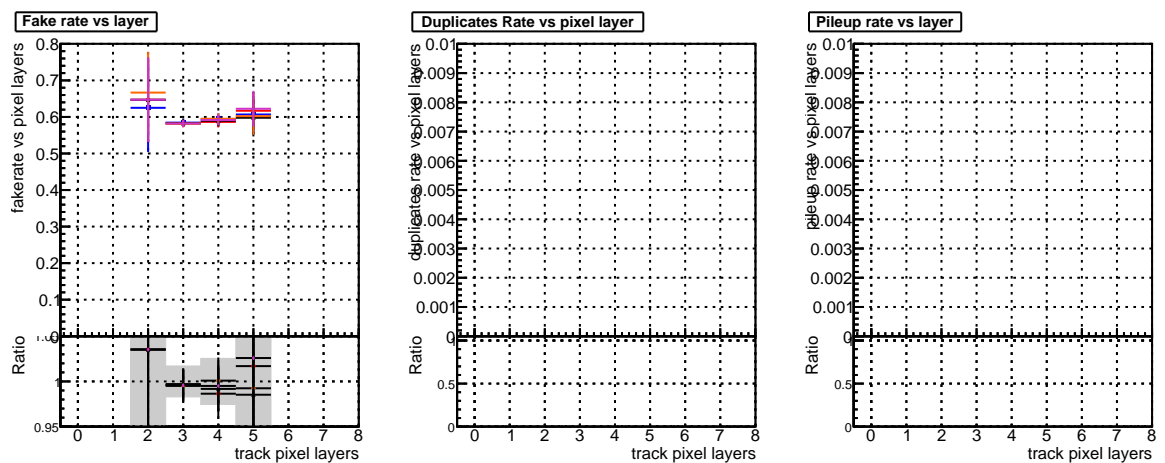 Fake rate vs layer
fakerate vs pixel layers
0.8
0.7
0.6
0.5
0.4
0.3
0.2
0.1
0
Ratio
1
0.95
0 1 2 3 4 5 6 7 8
track pixel layers
Duplicates Rate vs pixel layer
duplicates rate vs pixel layers
0.01
0.009
0.008
0.007
0.006
0.005
0.004
0.003
0.002
0.001
0
Ratio
1
0.5
0
0 1 2 3 4 5 6 7 8
track pixel layers
Pileup rate vs layer
pileup rate vs pixel layers
0.01
0.009
0.008
0.007
0.006
0.005
0.004
0.003
0.002
0.001
0
Ratio
1
0.5
0
0 1 2 3 4 5 6 7 8
track pixel layers